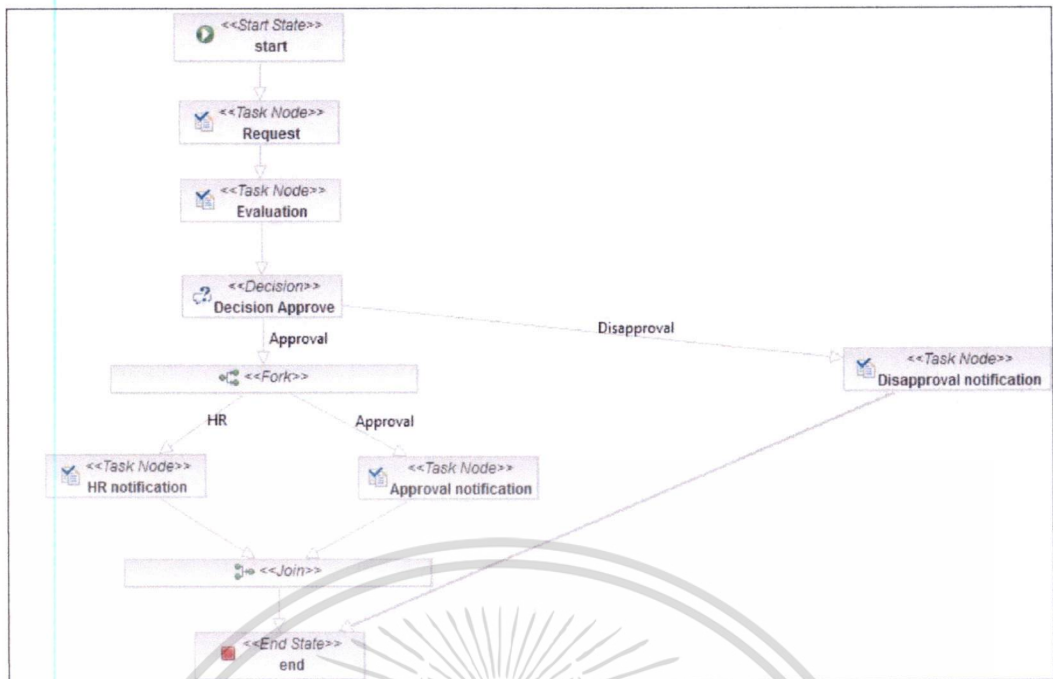 <<Start State>>
start
<<Task Node>>
Request
<<Task Node>>
Evaluation
<<Decision>>
Decision Approve
Disapproval
Approval
<<Task Node>>
Disapproval notification
<<Fork>>
HR
Approval
<<Task Node>>
HR notification
<<Task Node>>
Approval notification
<<Join>>
<<End State>>
end